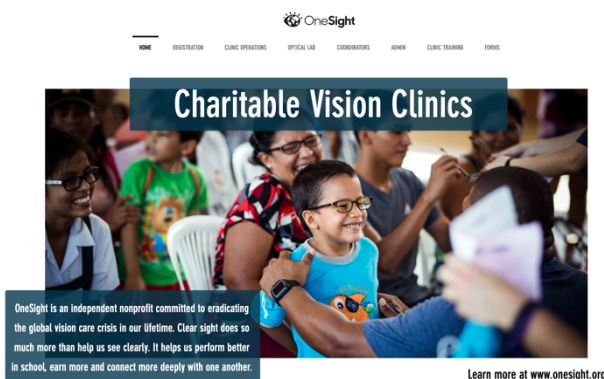 OneSight
HOME REGISTRATION CLINIC OPERATIONS OPTICAL LAB COORDINATORS ADMIN CLINIC TRAINING FORMS
Charitable Vision Clinics
OneSight is an independent nonprofit committed to eradicating
the global vision care crisis in our lifetime. Clear sight does so
much more than help us see clearly. It helps us perform better
in school, earn more and connect more deeply with one another.
Learn more at www.onesight.org